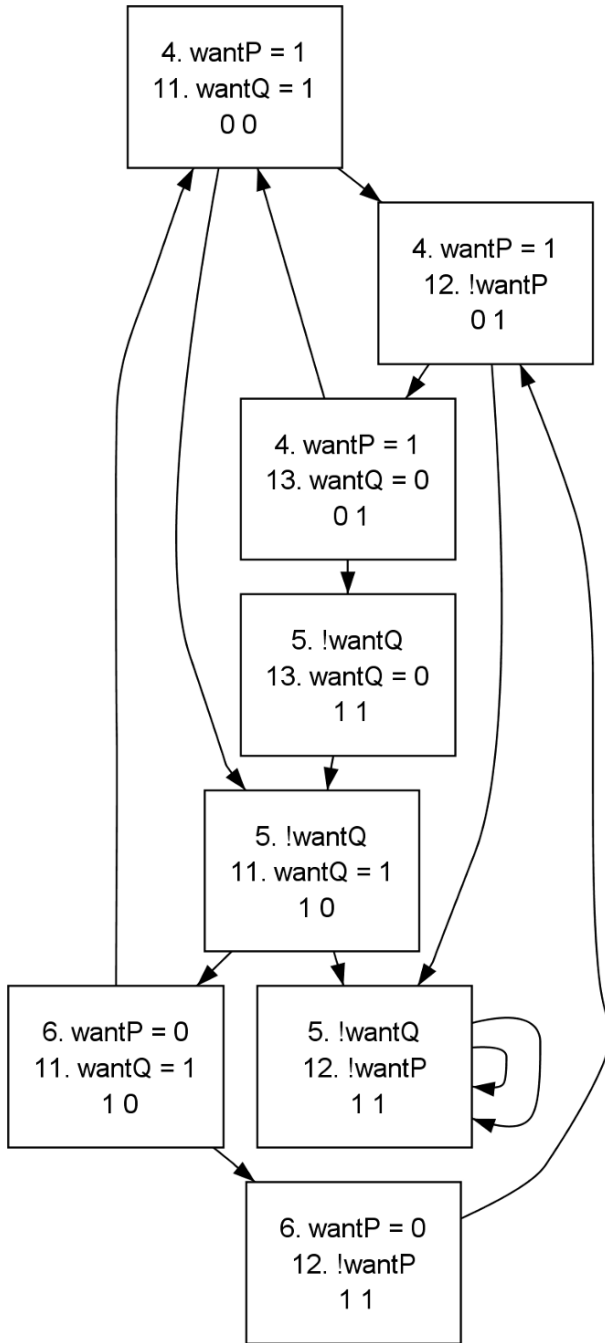 4. wantP = 1
11. wantQ = 1
0 0
4. wantP = 1
12. !wantP
0 1
4. wantP = 1
13. wantQ = 0
0 1
5. !wantQ
13. wantQ = 0
1 1
5. !wantQ
11. wantQ = 1
1 0
6. wantP = 0
11. wantQ = 1
1 0
5. !wantQ
12. !wantP
1 1
6. wantP = 0
12. !wantP
1 1